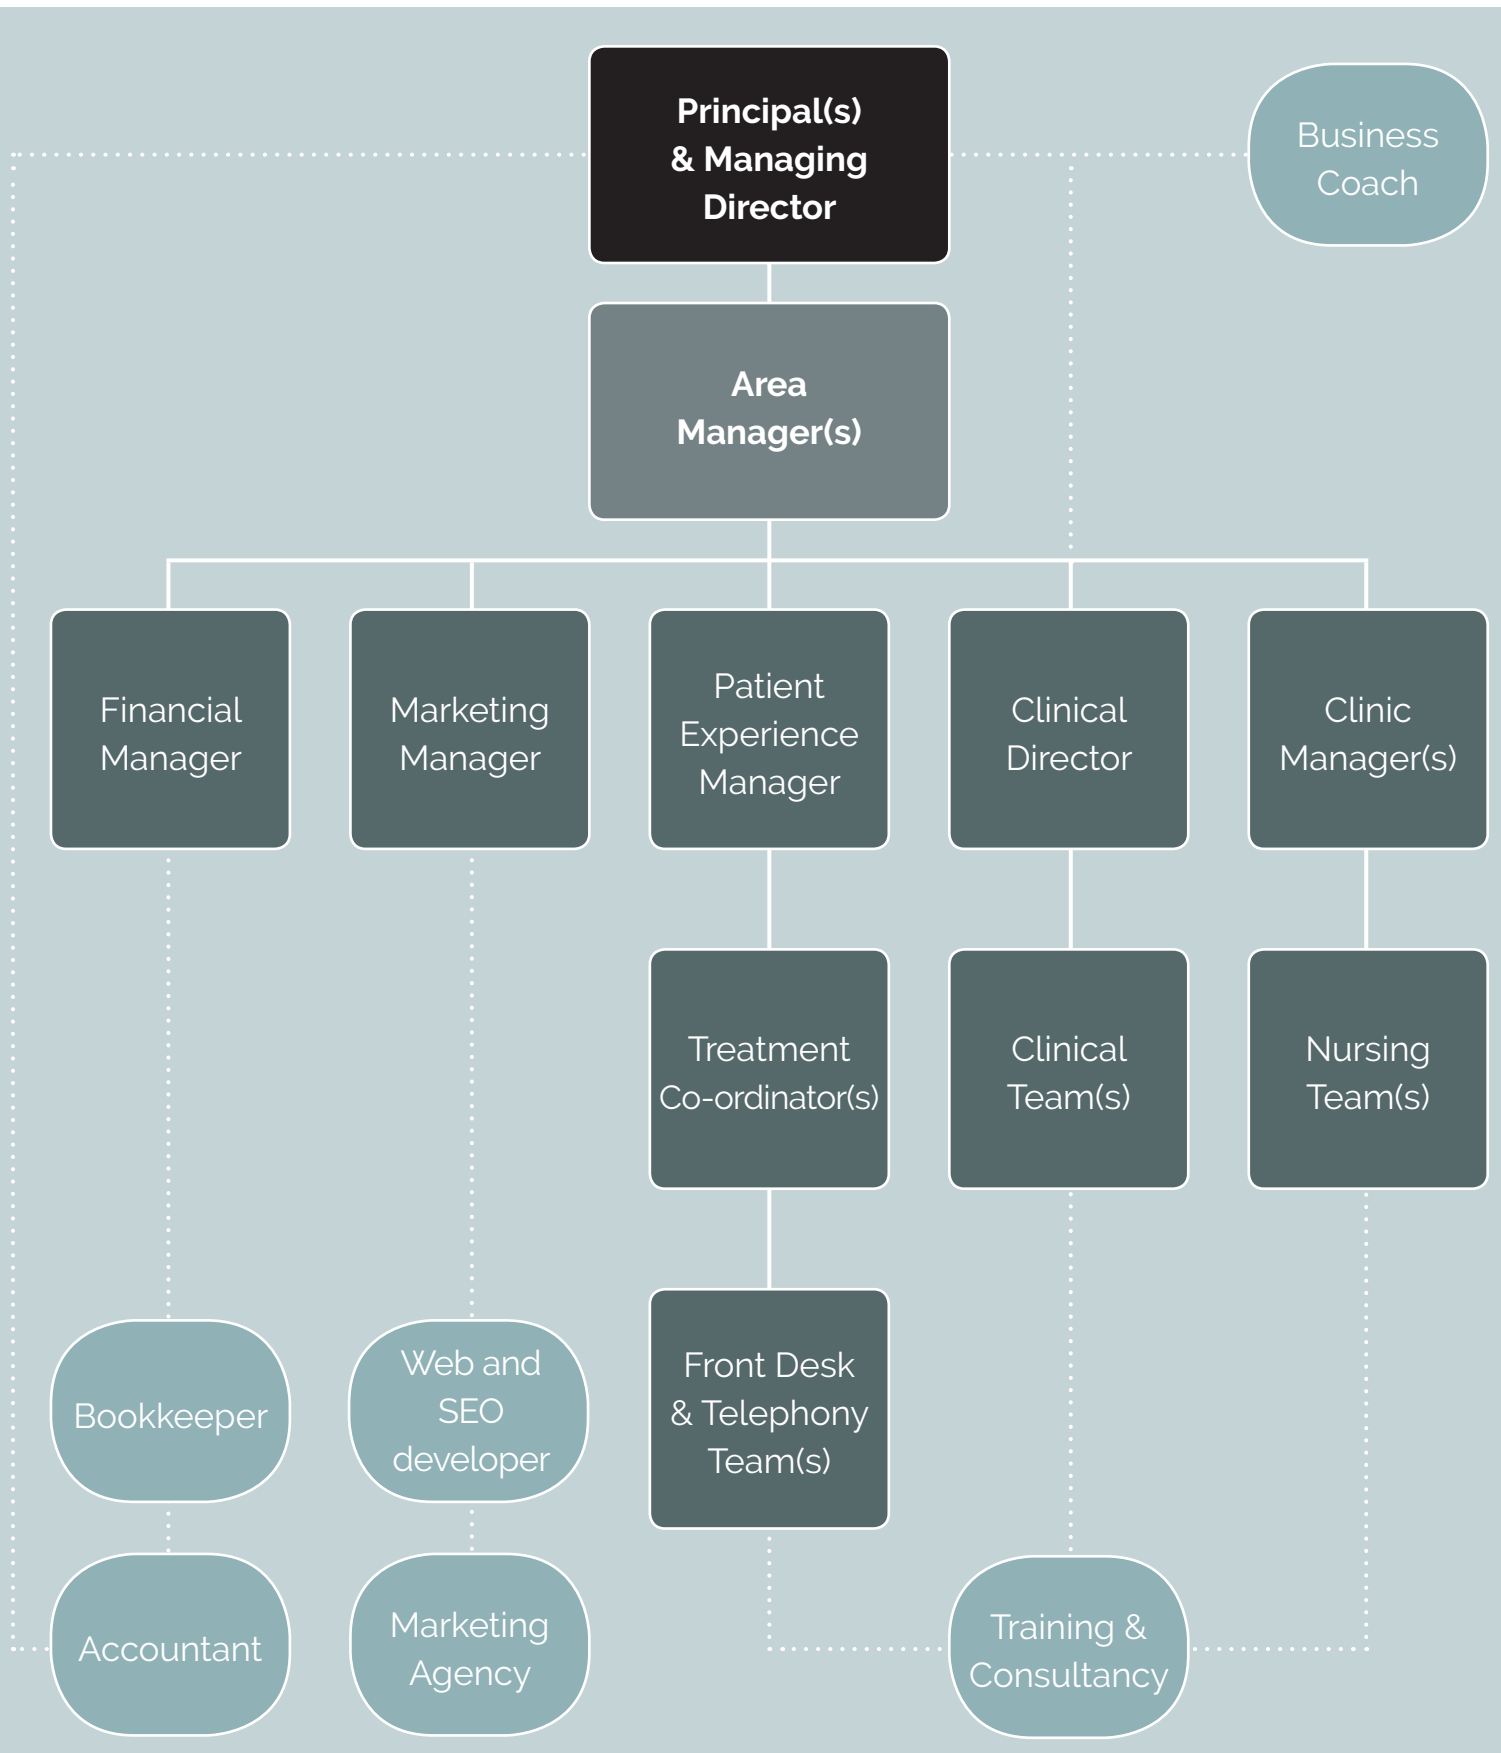 Principal(s)
& Managing
Director
Business
Coach
Area
Manager(s)
Financial
Manager
Marketing
Manager
Patient
Experience
Manager
Clinical
Director
Clinic
Manager(s)
Treatment
Co-ordinator(s)
Clinical
Team(s)
Nursing
Team(s)
Bookkeeper
Web and
SEO
developer
Front Desk
& Telephony
Team(s)
Accountant
Marketing
Agency
Training &
Consultancy